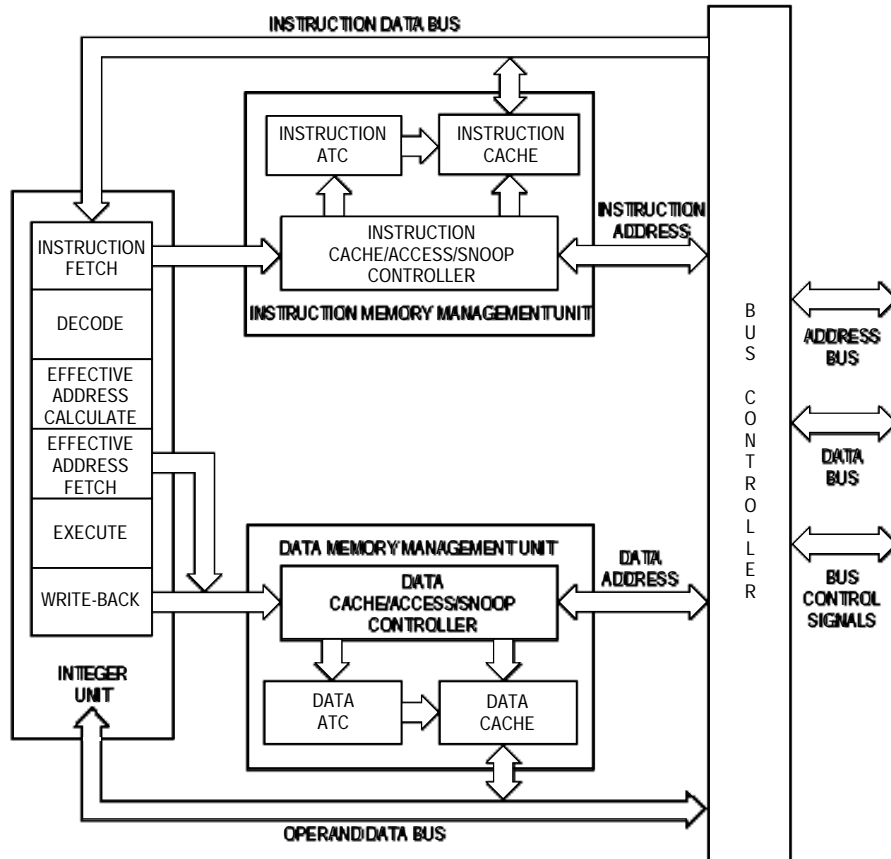 INSTRUCTION DATA BUS
INSTRUCTION
ATC
INSTRUCTION
CACHE
INSTRUCTION
CACHE/ACCESS/SNOOP
CONTROLLER
INSTRUCTION MEMORY MANAGEMENT UNIT
INSTRUCTION
ADDRESS
INSTRUCTION
FETCH
DECODE
EFFECTIVE
ADDRESS
CALCULATE
EFFECTIVE
ADDRESS
FETCH
EXECUTE
WRITE-BACK
INTEGER
UNIT
DATA MEMORY MANAGEMENT UNIT
DATA
CACHE/ACCESS/SNOOP
CONTROLLER
DATA
ATC
DATA
CACHE
DATA
ADDRESS
OPERAND DATA BUS
B
U
S
C
O
N
T
R
O
L
L
E
R
ADDRESS
BUS
DATA
BUS
BUS
CONTROL
SIGNALS